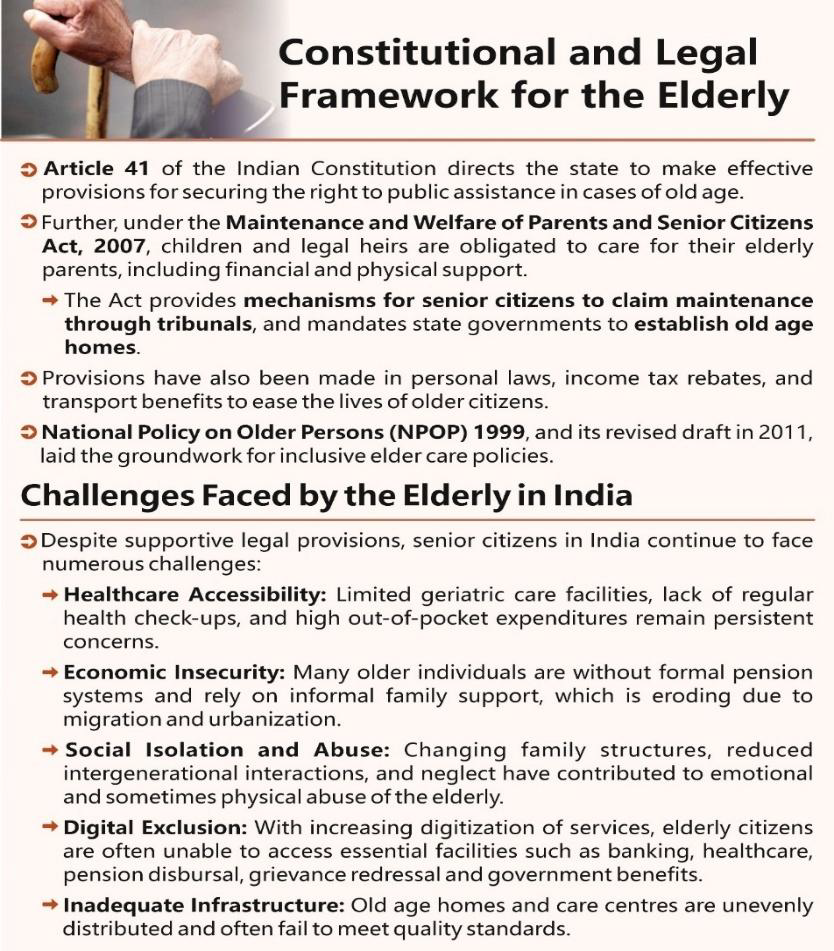 Constitutional and Legal
Framework for the Elderly
Article 41 of the Indian Constitution directs the state to make effective
provisions for securing the right to public assistance in cases of old age.
Further, under the Maintenance and Welfare of Parents and Senior Citizens
Act, 2007, children and legal heirs are obligated to care for their elderly
parents, including financial and physical support.
The Act provides mechanisms for senior citizens to claim maintenance
through tribunals, and mandates state governments to establish old age
homes.
Provisions have also been made in personal laws, income tax rebates, and
transport benefits to ease the lives of older citizens.
National Policy on Older Persons (NPOP) 1999, and its revised draft in 2011,
laid the groundwork for inclusive elder care policies.
Challenges Faced by the Elderly in India
Despite supportive legal provisions, senior citizens in India continue to face
numerous challenges:
Healthcare Accessibility: Limited geriatric care facilities, lack of regular
health check-ups, and high out-of-pocket expenditures remain persistent
concerns.
Economic Insecurity: Many older individuals are without formal pension
systems and rely on informal family support, which is eroding due to
migration and urbanization.
Social Isolation and Abuse: Changing family structures, reduced
intergenerational interactions, and neglect have contributed to emotional
and sometimes physical abuse of the elderly.
Digital Exclusion: With increasing digitization of services, elderly citizens
are often unable to access essential facilities such as banking, healthcare,
pension disbursal, grievance redressal and government benefits.
Inadequate Infrastructure: Old age homes and care centres are unevenly
distributed and often fail to meet quality standards.